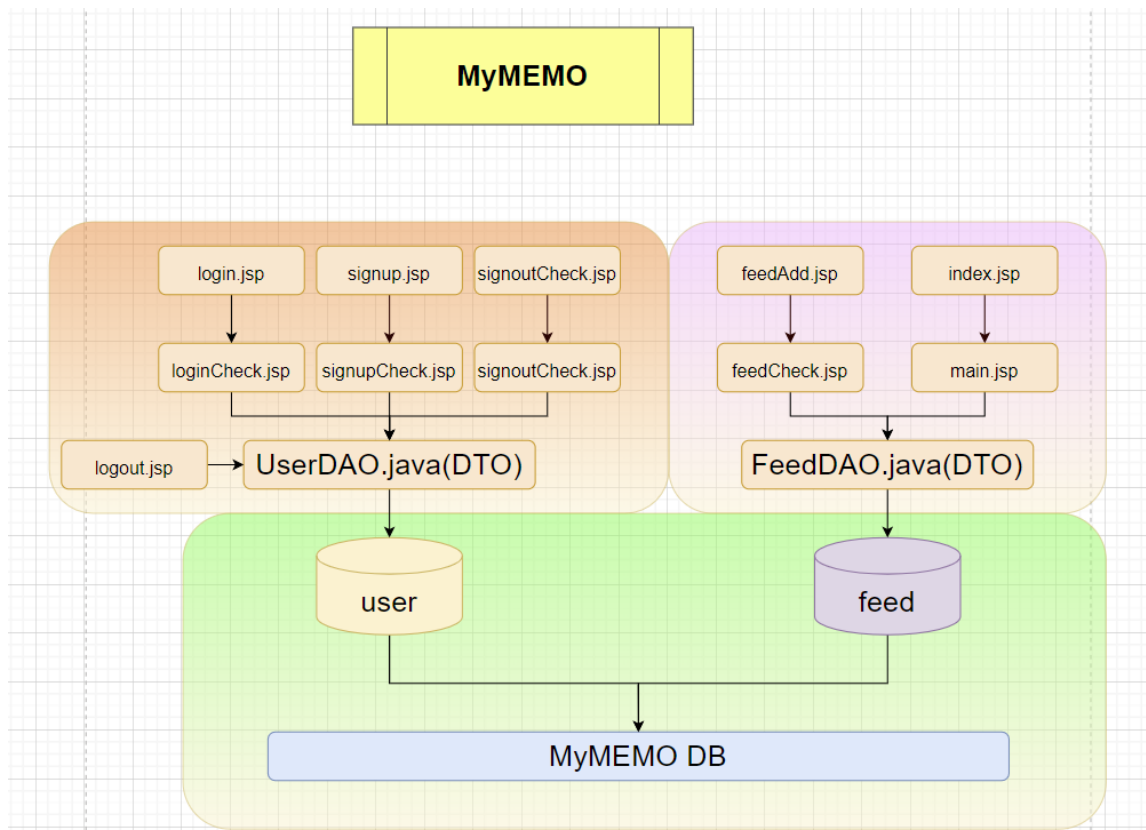 MyMEMO
login.jsp
signup.jsp
signoutCheck.jsp
feedAdd.jsp
index.jsp
loginCheck.jsp
signupCheck.jsp
signoutCheck.jsp
feedCheck.jsp
main.jsp
logout.jsp
UserDAO.java(DTO)
FeedDAO.java(DTO)
user
feed
MyMEMO DB